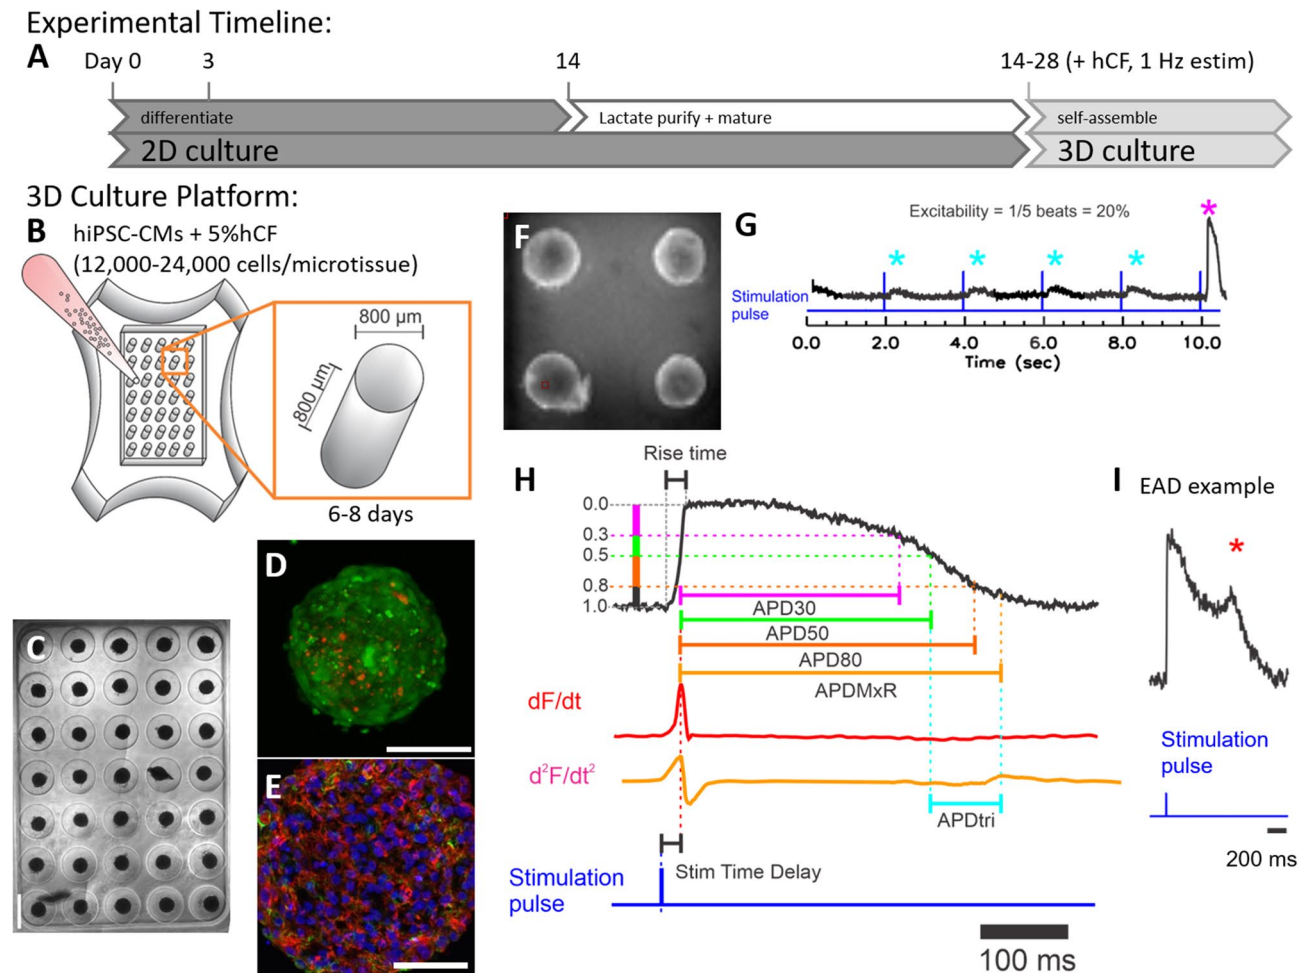 Experimental Timeline:
A
Day 0
3
14
14-28 (+ hCF, 1 Hz estim)
differentiate
Lactate purify + mature
self-assemble
2D culture
3D culture
3D Culture Platform:
B
hiPSC-CMs + 5%hCF
(12,000-24,000 cells/microtissue)
800 µm
800 µm
6-8 days
C
D
E
F
G
Excitability = 1/5 beats = 20%
*
* * * *
Stimulation
pulse
0.0 2.0 4.0 6.0 8.0 10.0
Time (sec)
H
Rise time
0.0
0.3
0.5
0.8
1.0
APD30
APD50
APD80
APDMxR
dF/dt
d²F/dt²
APDtri
Stim Time Delay
Stimulation
pulse
100 ms
I
EAD example
*
Stimulation
pulse
200 ms